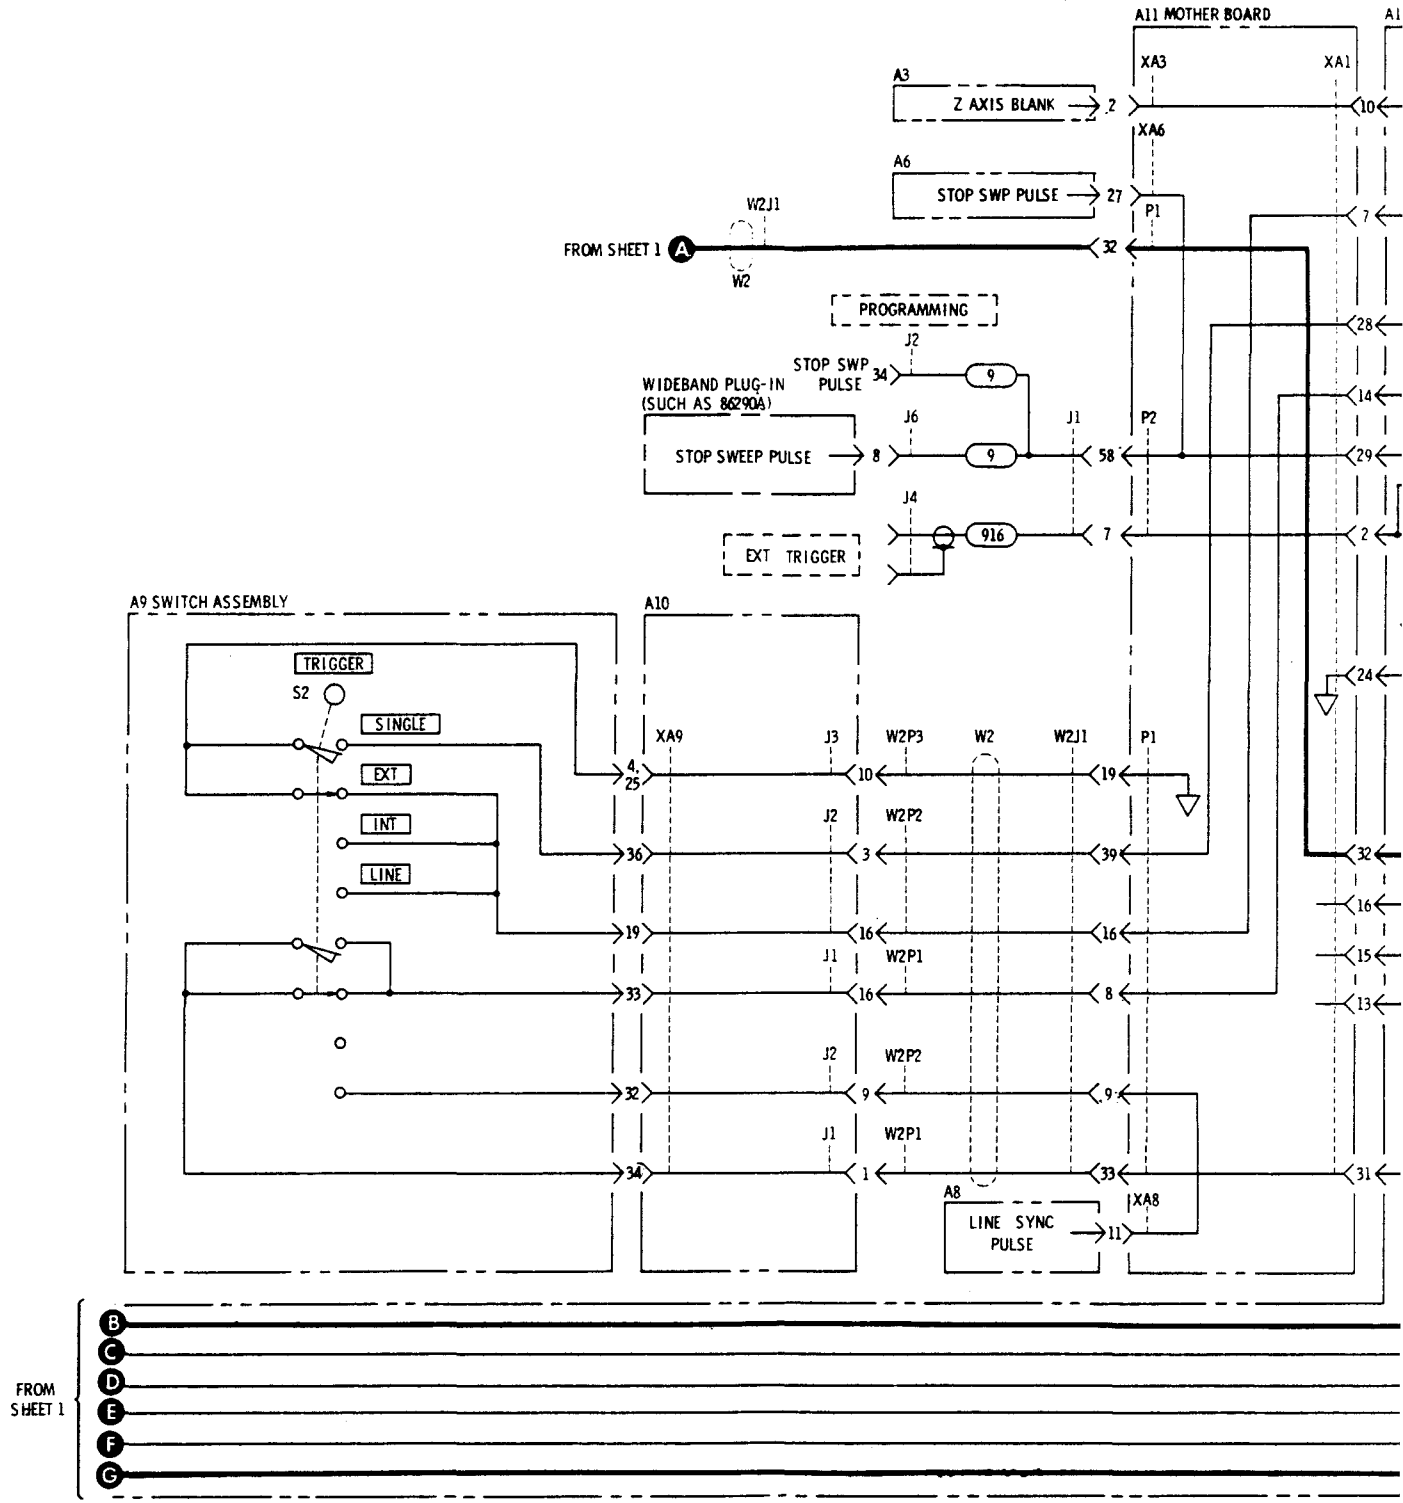 A11 MOTHER BOARD
A1
XA3
XA1
A3
Z AXIS BLANK
2
10
XA6
A6
STOP SWP PULSE
27
W2J1
P1
7
FROM SHEET 1
A
32
W2
PROGRAMMING
28
J2
STOP SWP
PULSE
34
9
WIDEBAND PLUG-IN
(SUCH AS 86290A)
14
J6
J1
P2
STOP SWEEP PULSE
8
9
58
29
J4
916
7
2
EXT TRIGGER
A9 SWITCH ASSEMBLY
A10
TRIGGER
S2
24
SINGLE
XA9
J3
W2P3
W2
W2J1
P1
EXT
4,
25
10
19
INT
J2
W2P2
36
3
39
32
LINE
16
19
16
16
J1
W2P1
15
33
16
8
13
J2
W2P2
32
9
9
J1
W2P1
34
1
33
31
A8
XA8
LINE SYNC
PULSE
11
B
C
D
FROM
SHEET 1
E
F
G